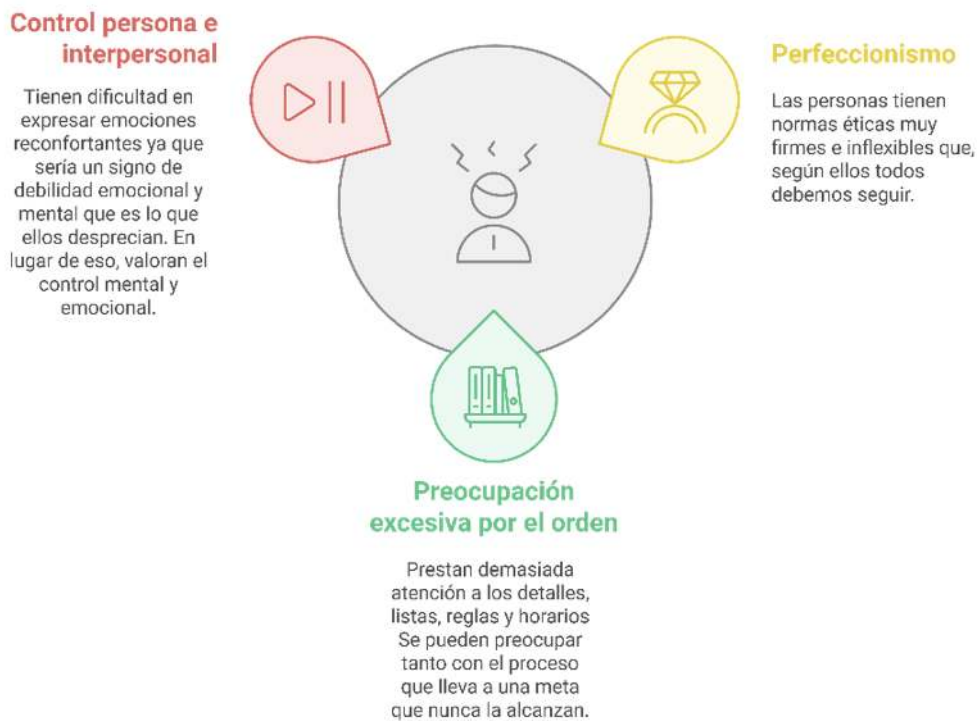 Control persona e
interpersonal
Tienen dificultad en
expresar emociones
reconfortantes ya que
sería un signo de
debilidad emocional y
mental que es lo que
ellos desprecian. En
lugar de eso, valoran el
control mental y
emocional.
Perfeccionismo
Las personas tienen
normas éticas muy
firmes e inflexibles que,
según ellos todos
debemos seguir.
Preocupación
excesiva por el orden
Prestan demasiada
atención a los detalles,
listas, reglas y horarios
Se pueden preocupar
tanto con el proceso
que lleva a una meta
que nunca la alcanzan.